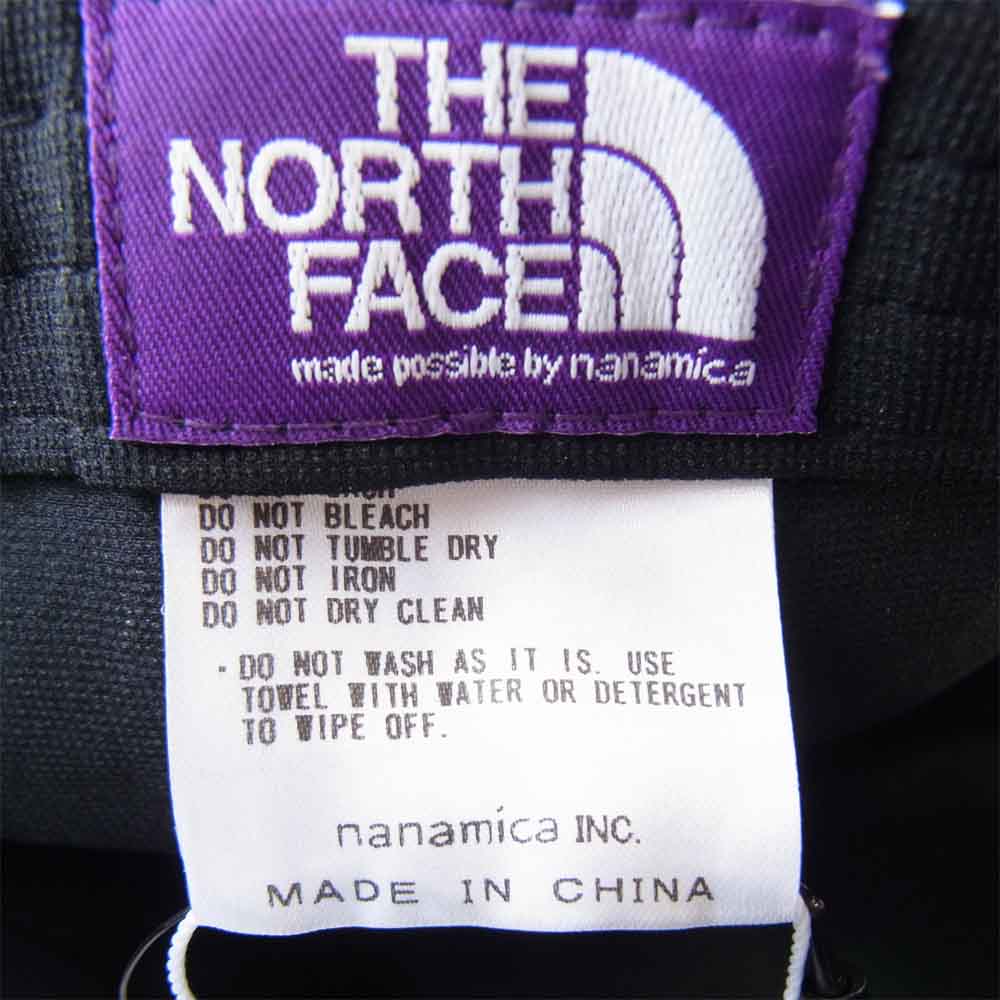 THE
NORTH
FACE
made possible by nanamica
DO NOT BLEACH
DO NOT TUMBLE DRY
DO NOT IRON
DO NOT DRY CLEAN
・DO NOT WASH AS IT IS. USE
TOWEL WITH WATER OR DETERGENT
TO WIPE OFF.
nanamica INC.
MADE IN CHINA